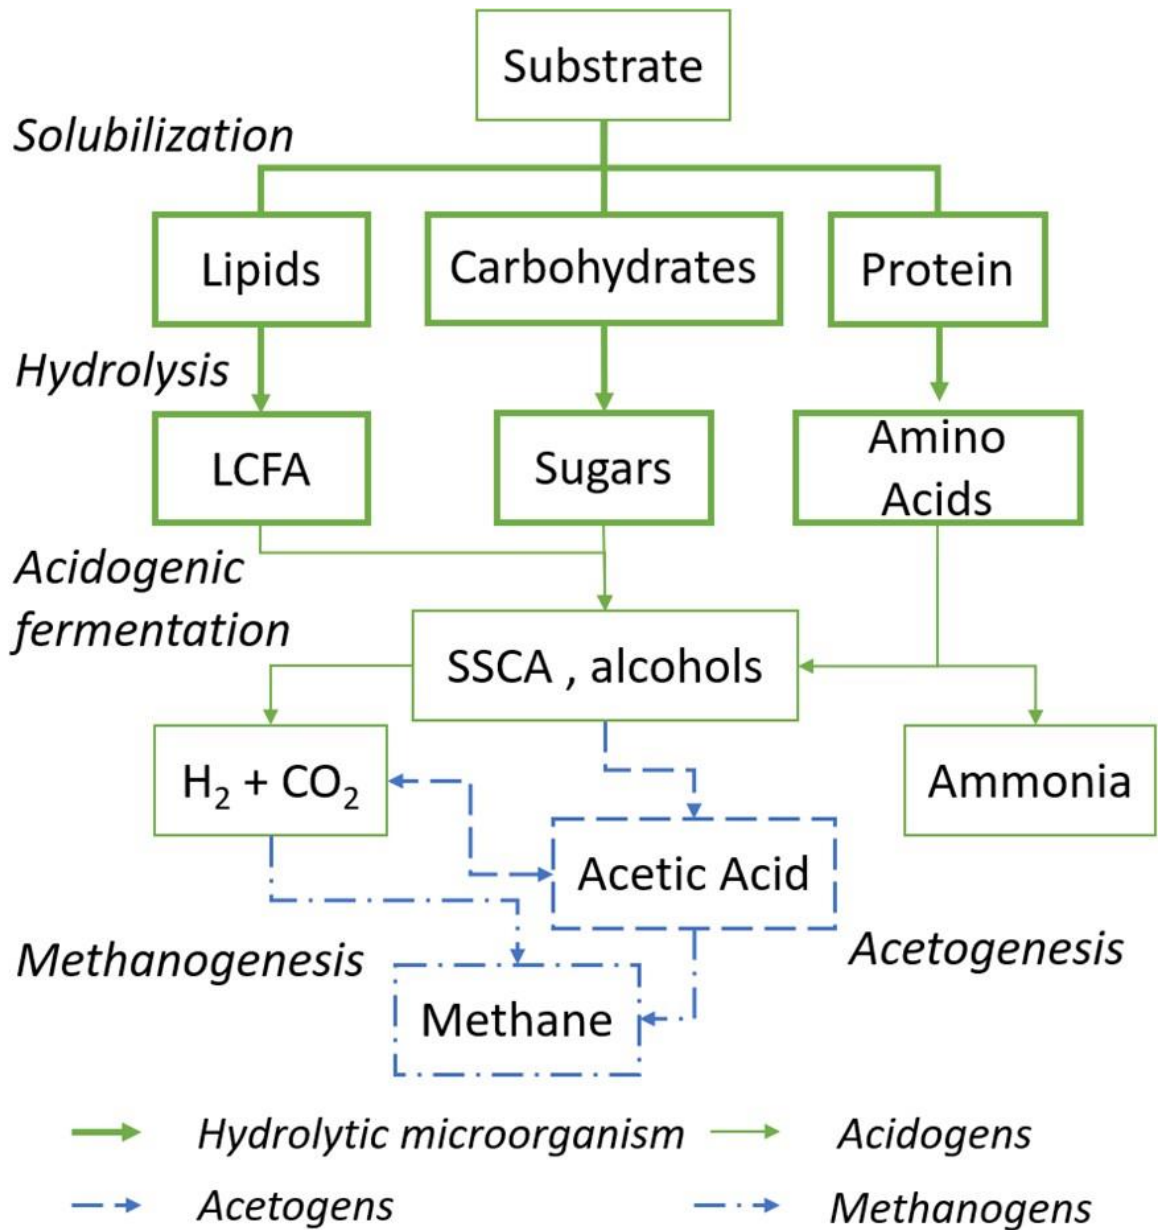 Substrate
Solubilization
Lipids
Carbohydrates
Protein
Hydrolysis
LCFA
Sugars
Amino
Acids
Acidogenic
fermentation
SSCA , alcohols
H₂ + CO₂
Ammonia
Acetic Acid
Methanogenesis
Acetogenesis
Methane
Hydrolytic microorganism
Acidogens
Acetogens
Methanogens